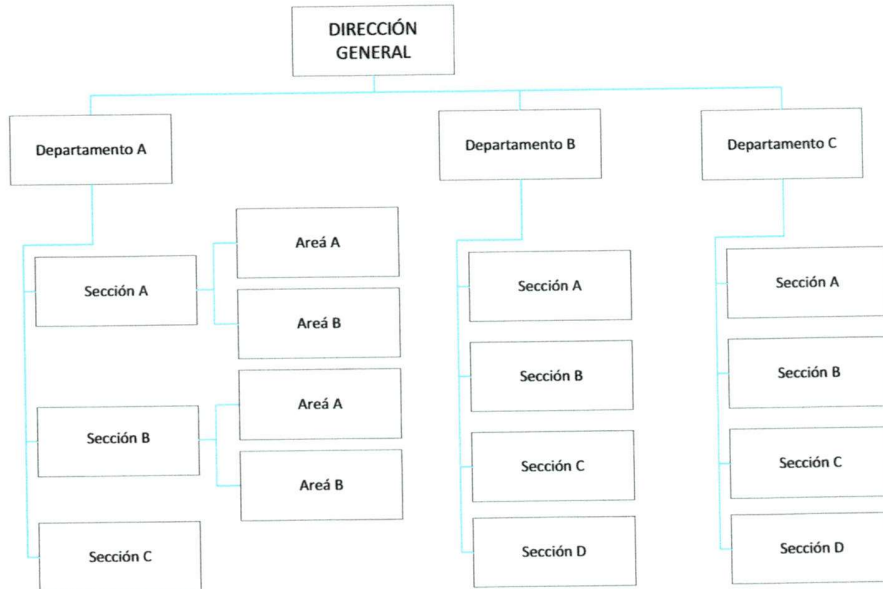 DIRECCIÓN
GENERAL
Departamento A
Departamento B
Departamento C
Sección A
Areá A
Areá B
Sección B
Areá A
Areá B
Sección C
Sección A
Sección B
Sección C
Sección D
Sección A
Sección B
Sección C
Sección D